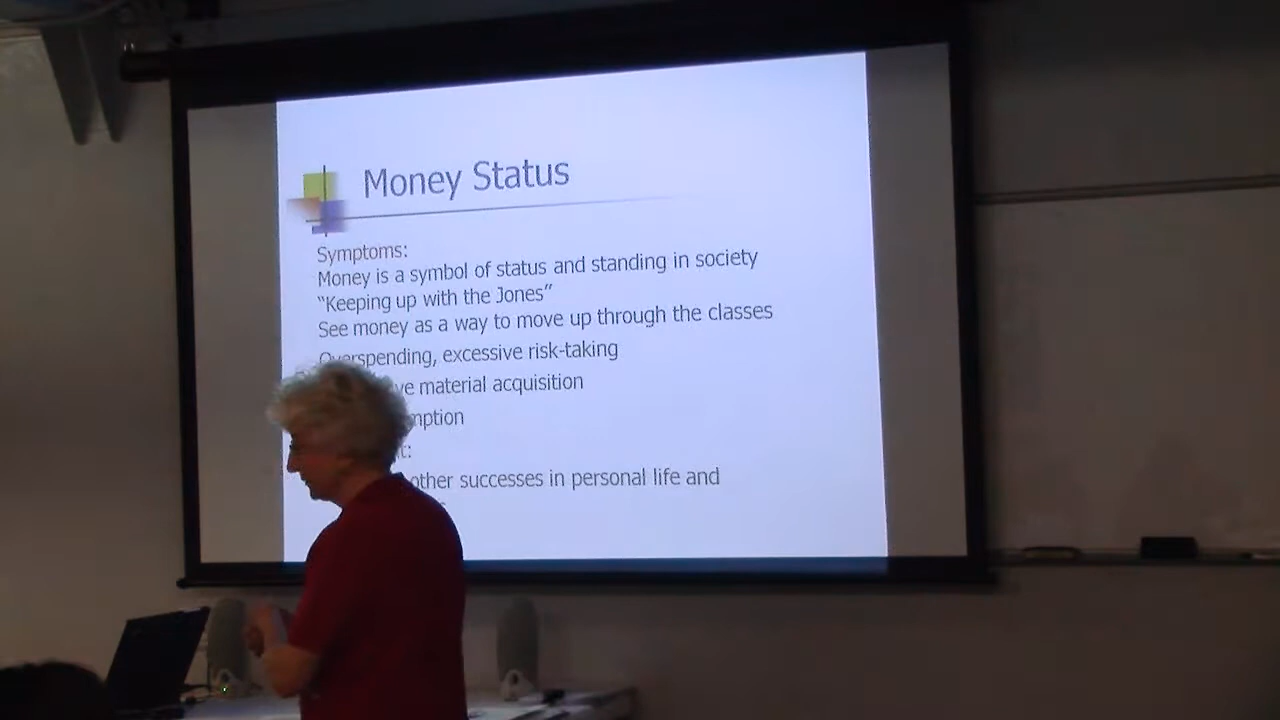 Money Status
Symptoms:
Money is a symbol of status and standing in society
“Keeping up with the Jones”
See money as a way to move up through the classes
Overspending, excessive risk-taking
material acquisition
other successes in personal life and